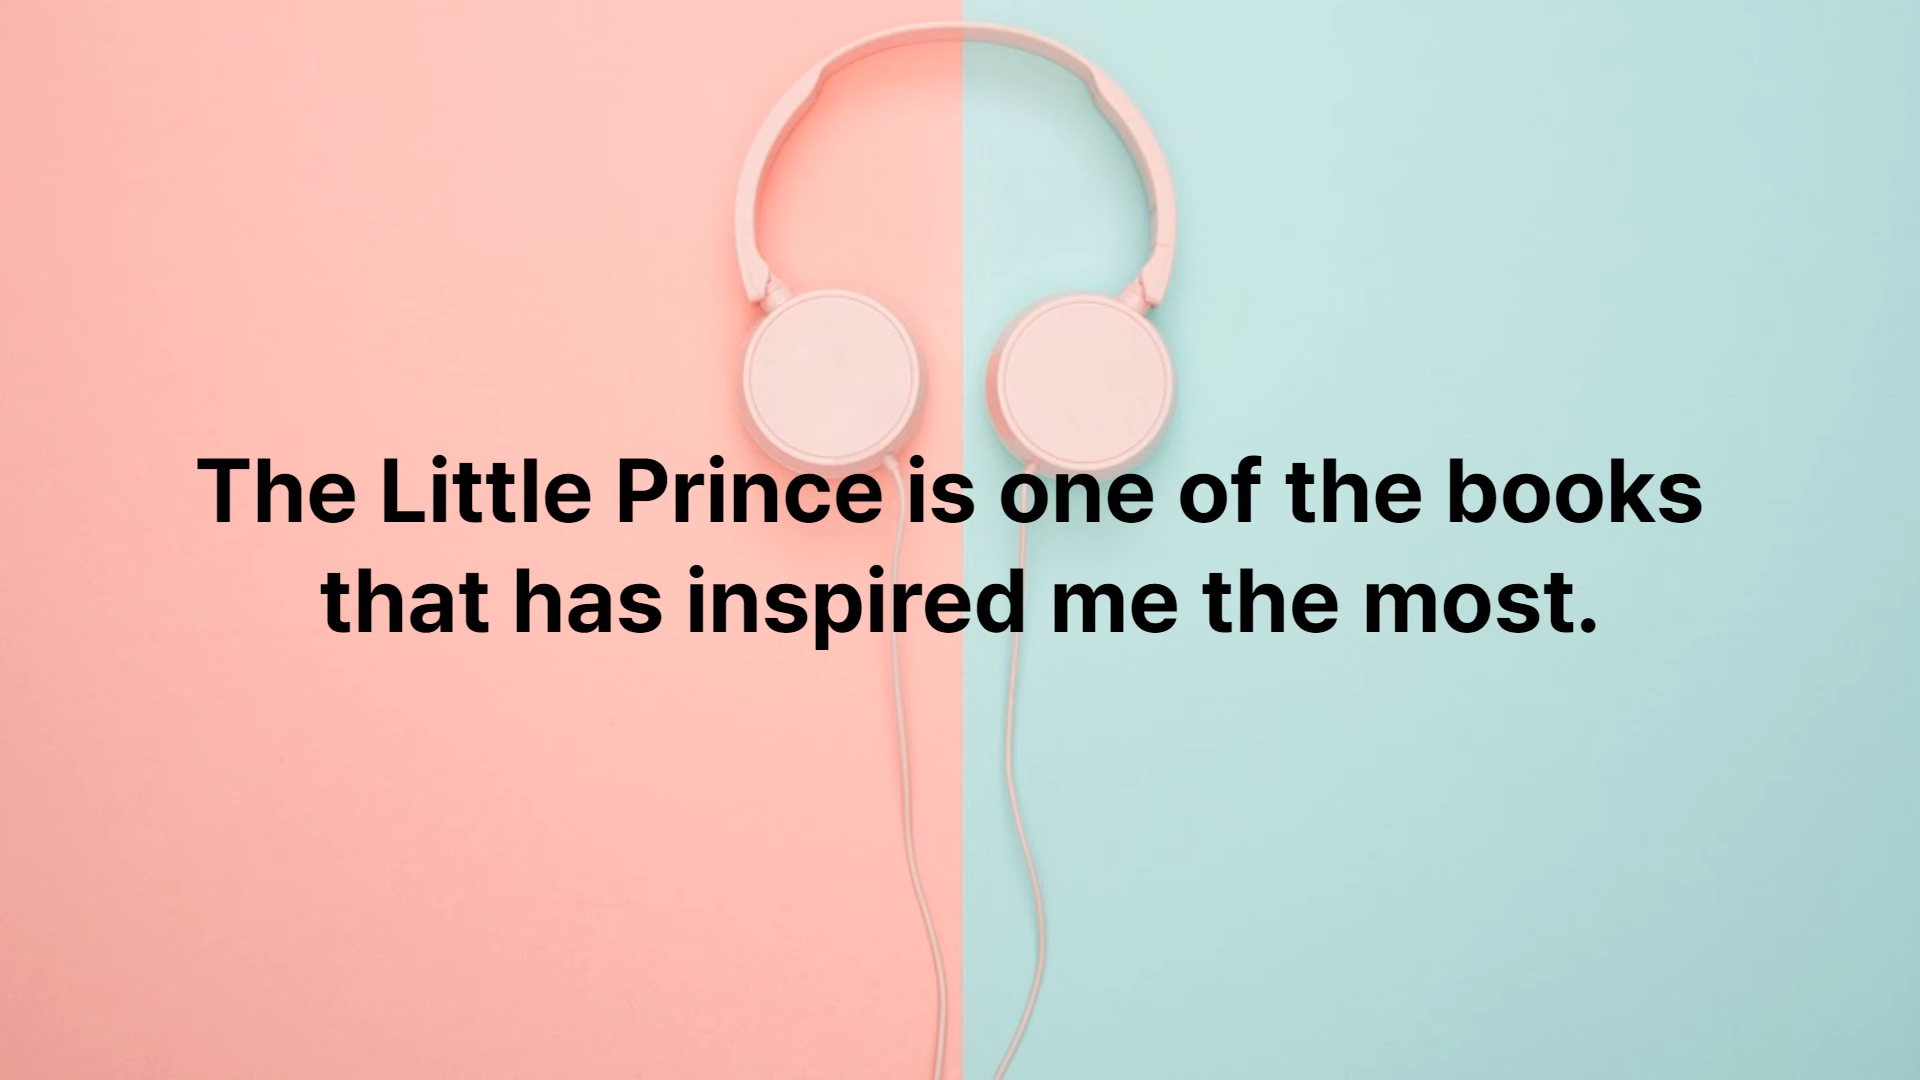 The Little Prince is one of the books
that has inspired me the most.